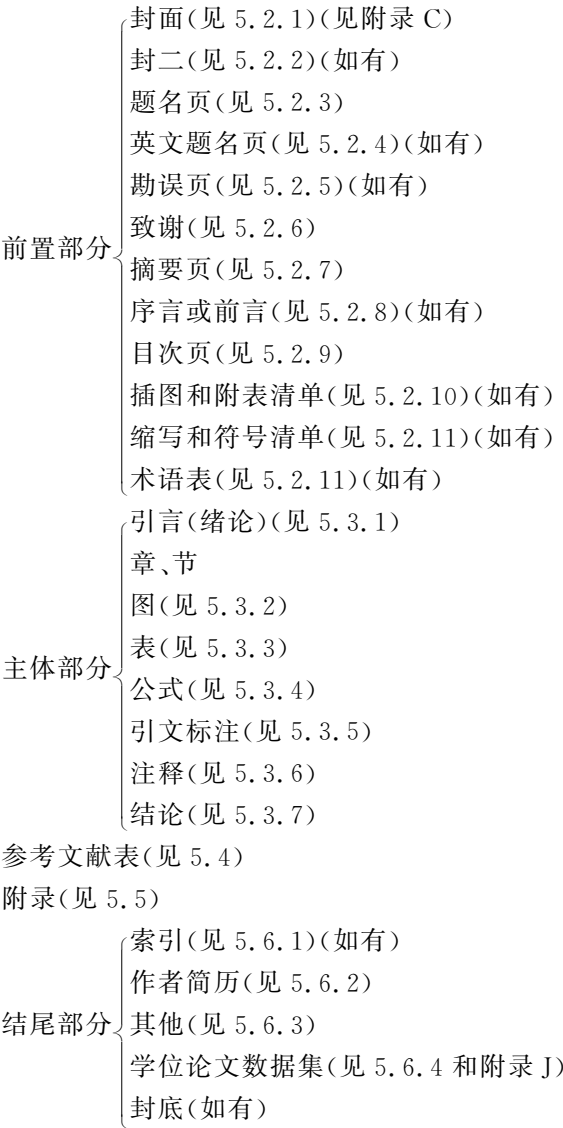 封面(见 5.2.1)(见附录 C)
封二(见 5.2.2)(如有)
题名页(见 5.2.3)
英文题名页(见 5.2.4)(如有)
勘误页(见 5.2.5)(如有)
致谢(见 5.2.6)
前置部分
摘要页(见 5.2.7)
序言或前言(见 5.2.8)(如有)
目次页(见 5.2.9)
插图和附表清单(见 5.2.10)(如有)
缩写和符号清单(见 5.2.11)(如有)
术语表(见 5.2.11)(如有)
引言(绪论)(见 5.3.1)
章、节
图(见 5.3.2)
表(见 5.3.3)
主体部分
公式(见 5.3.4)
引文标注(见 5.3.5)
注释(见 5.3.6)
结论(见 5.3.7)
参考文献表(见 5.4)
附录(见 5.5)
索引(见 5.6.1)(如有)
作者简历(见 5.6.2)
结尾部分 其他(见 5.6.3)
学位论文数据集(见 5.6.4 和附录 J)
封底(如有)